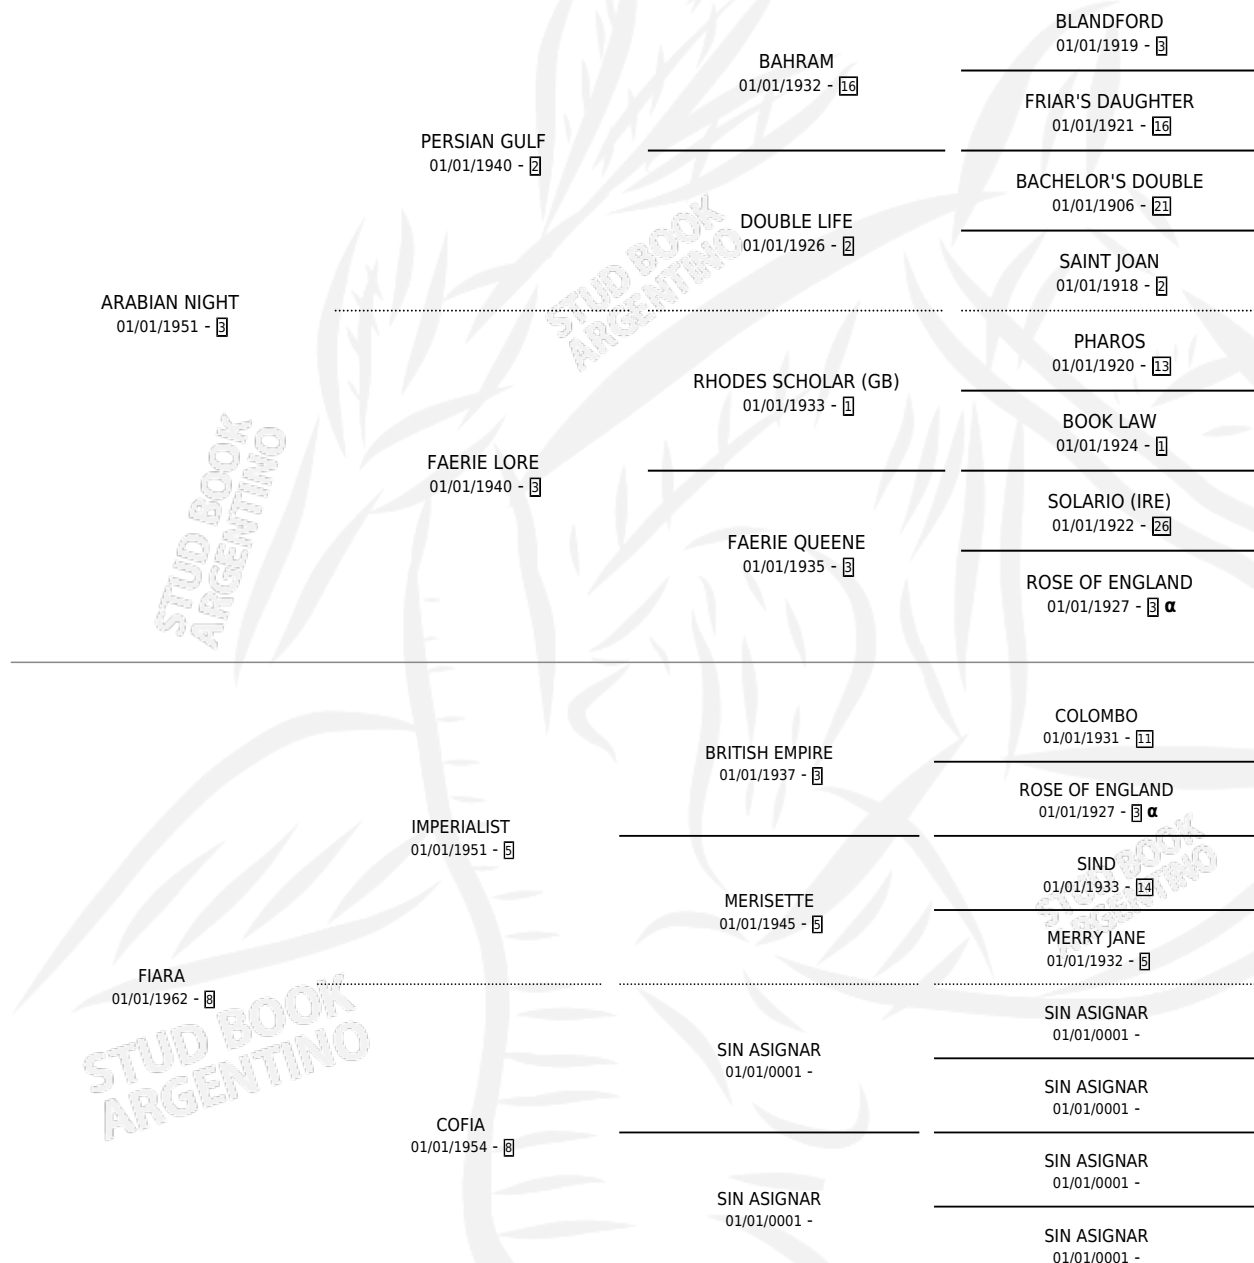 BLANDFORD
01/01/1919 - 3
BAHRAM
01/01/1932 - 16
FRIAR'S DAUGHTER
01/01/1921 - 16
PERSIAN GULF
01/01/1940 - 2
BACHELOR'S DOUBLE
01/01/1906 - 21
DOUBLE LIFE
01/01/1926 - 2
SAINT JOAN
01/01/1918 - 2
STUD BOOK
ARGENTINO
ARABIAN NIGHT
01/01/1951 - 3
PHAROS
01/01/1920 - 13
RHODES SCHOLAR (GB)
01/01/1933 - 1
BOOK LAW
01/01/1924 - 1
FAERIE LORE
01/01/1940 - 3
SOLARIO (IRE)
01/01/1922 - 26
FAERIE QUEENE
01/01/1935 - 3
ROSE OF ENGLAND
01/01/1927 - 3 α
STUD BOOK
ARGENTINO
COLOMBO
01/01/1931 - 11
BRITISH EMPIRE
01/01/1937 - 3
ROSE OF ENGLAND
01/01/1927 - 3 α
IMPERIALIST
01/01/1951 - 5
SIND
01/01/1933 - 14
STUD BOOK
ARGENTINO
MERISETTE
01/01/1945 - 5
MERRY JANE
01/01/1932 - 5
FIARA
01/01/1962 - 8
STUD BOOK
ARGENTINO
SIN ASIGNAR
01/01/0001 -
SIN ASIGNAR
01/01/0001 -
SIN ASIGNAR
01/01/0001 -
COFIA
01/01/1954 - 8
SIN ASIGNAR
01/01/0001 -
SIN ASIGNAR
01/01/0001 -
SIN ASIGNAR
01/01/0001 -